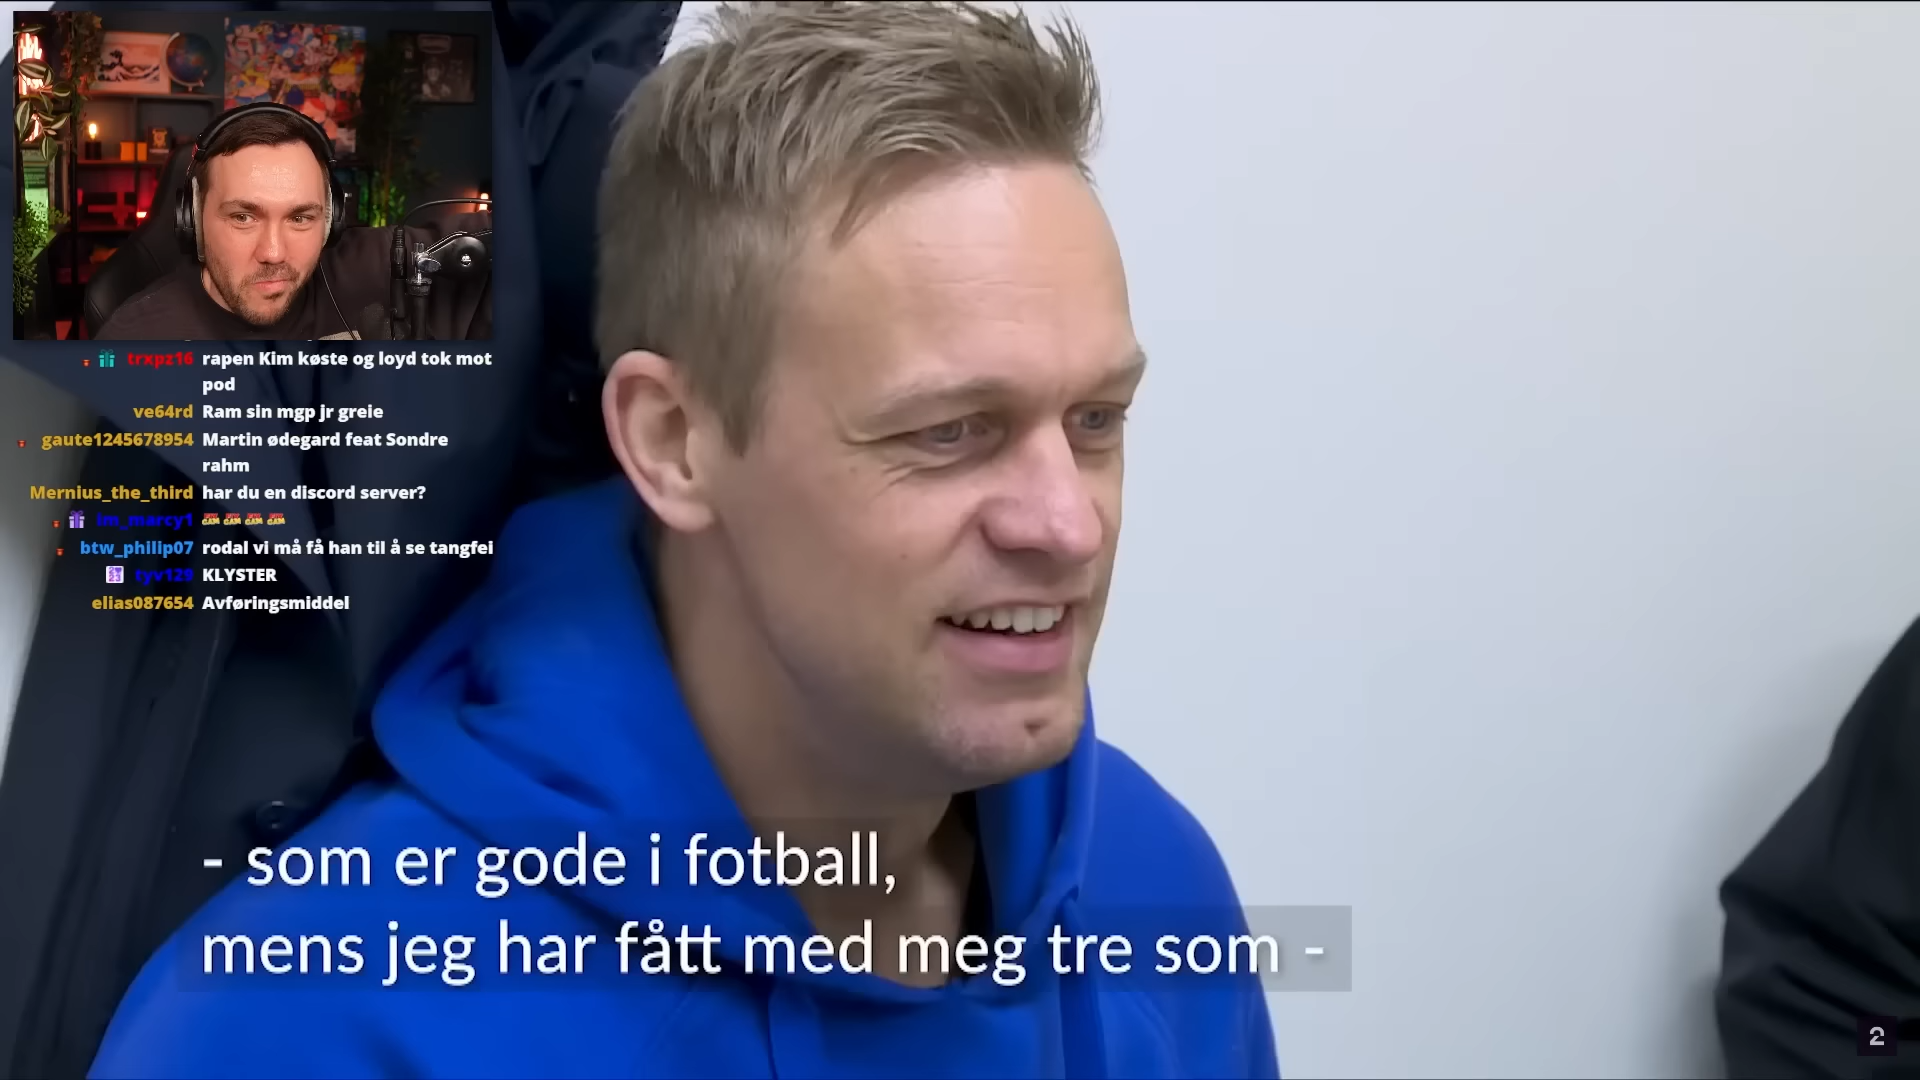 trxpz16 rapen Kim køste og loyd tok mot
pod
ve64rd Ram sin mgp jr greie
gaute1245678954 Martin ødegard feat Sondre
rahm
Mernius_the_third har du en discord server?
im_marcy1
btw_philip07 rodal vi må få han til å se tangfei
tyv129 KLYSTER
elias087654 Avføringsmiddel
- som er gode i fotball,
mens jeg har fått med meg tre som -
2